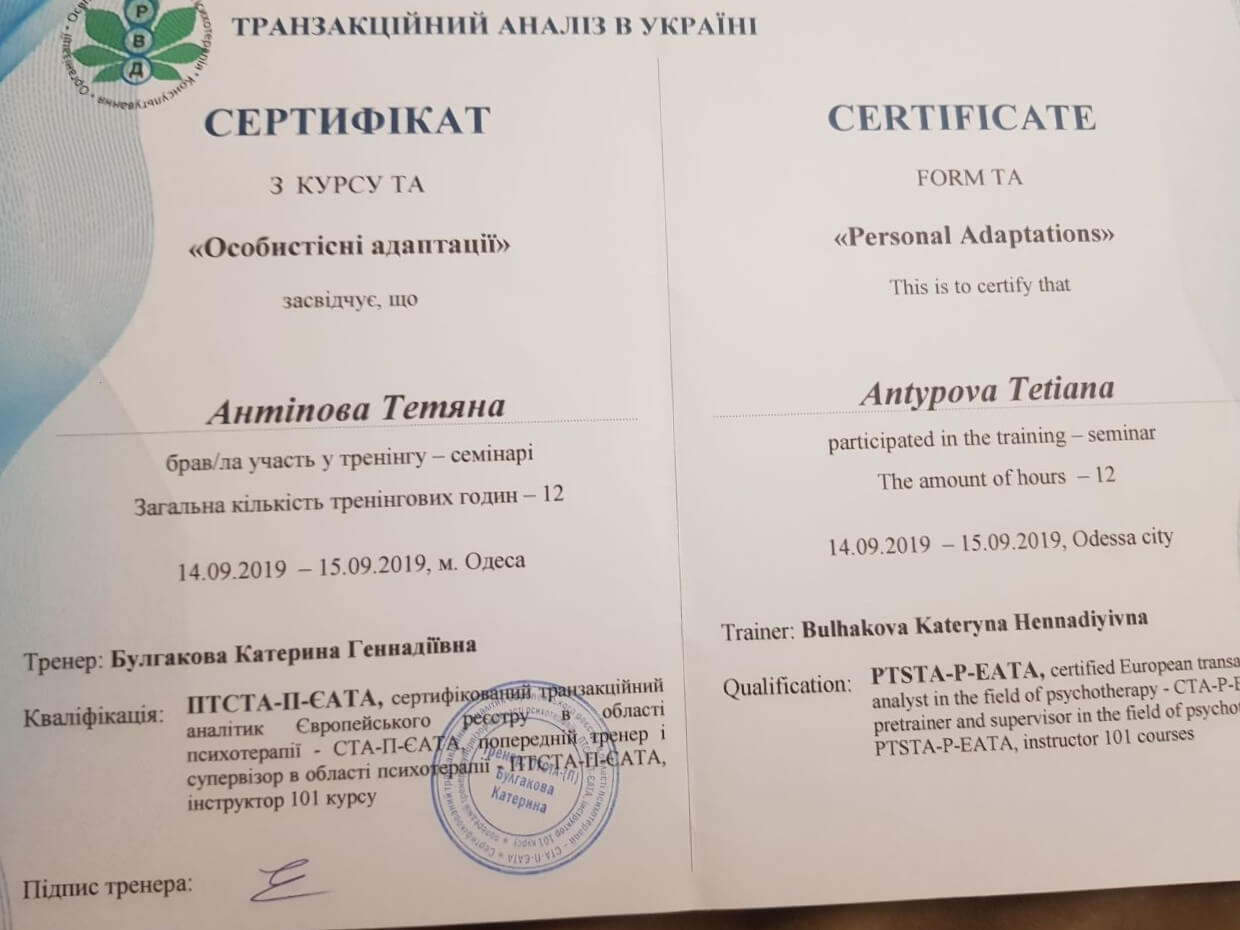 ТРАНЗАКЦІЙНИЙ АНАЛІЗ В УКРАЇНІ
Р
В
Д
Консультування
СЕРТИФІКАТ
З КУРСУ ТА
«Особистісні адаптації»
засвідчує, що
Антіпова Тетяна
брав/ла участь у тренінгу – семінарі
Загальна кількість тренінгових годин – 12
14.09.2019 – 15.09.2019, м. Одеса
Тренер: Булгакова Катерина Геннадіївна
Кваліфікація: ПТСТА-П-ЄАТА, сертифікований транзакційний
аналітик Європейського реєстру в області
психотерапії - СТА-П-ЄАТА, попередній тренер і
супервізор в області психотерапії - ПТСТА-П-ЄАТА,
інструктор 101 курсу
Підпис тренера:
Булгакова
Катерина
CERTIFICATE
FORM TA
«Personal Adaptations»
This is to certify that
Antypova Tetiana
participated in the training – seminar
The amount of hours – 12
14.09.2019 – 15.09.2019, Odessa city
Trainer: Bulhakova Kateryna Hennadiyivna
Qualification: PTSTA-P-EATA, certified European transa
analyst in the field of psychotherapy - CTA-P-E
pretrainer and supervisor in the field of psycho
PTSTA-P-EATA, instructor 101 courses